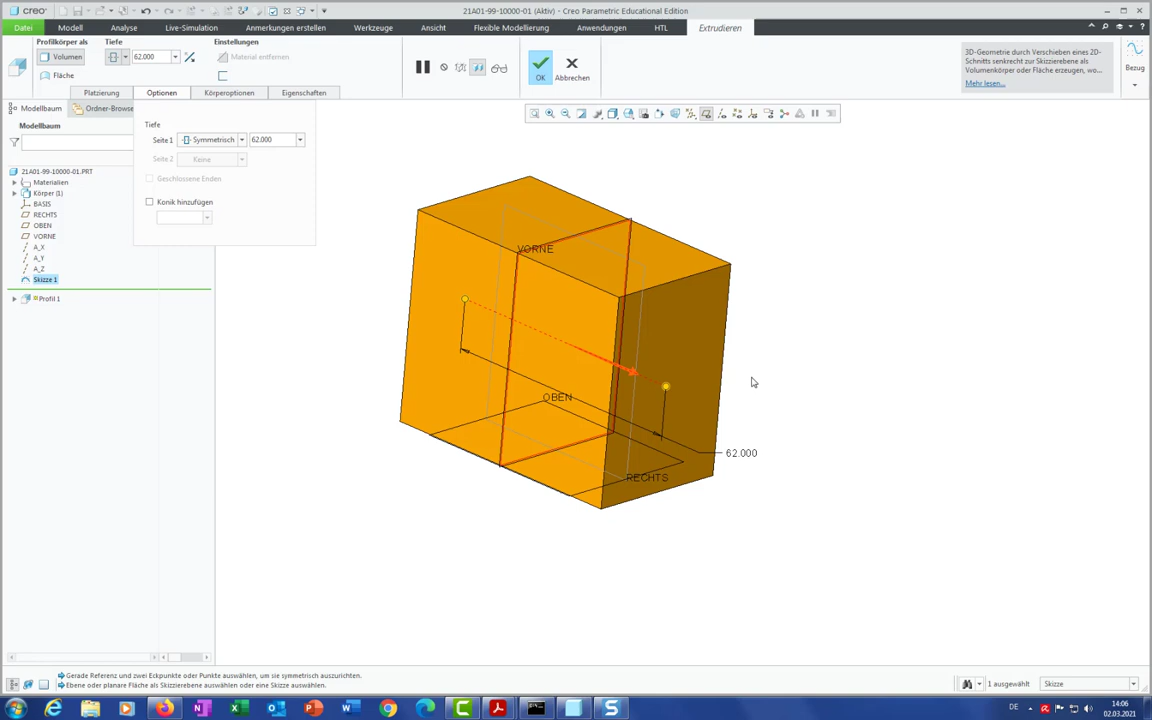 creo
21A01-99-10000-01 (Aktiv) - Creo Parametric Educational Edition
Datei Modell Analyse Live-Simulation Anmerkungen erstellen Werkzeuge Ansicht Flexible Modellierung Anwendungen HTL Extrudieren
Profilkörper als Tiefe Einstellungen
Volumen 62.000 Material entfernen
Fläche
OK Abbrechen
3D-Geometrie durch Verschieben eines 2D-
Schnitts senkrecht zur Skizzierebene als
Volumenkörper oder Fläche erzeugen, wo...
Mehr lesen...
Bezug
Platzierung Optionen Körperoptionen Eigenschaften
Modellbaum Ordner-Browse
Modellbaum
Tiefe
Seite 1 Symmetrisch 62.000
Seite 2 Keine
Geschlossene Enden
Konik hinzufügen
21A01-99-10000-01.PRT
Materialien
Körper (1)
BASIS
RECHTS
OBEN
VORNE
A_X
A_Y
A_Z
Skizze 1
Profil 1
VORNE
OBEN
62.000
RECHTS
Gerade Referenz und zwei Eckpunkte oder Punkte auswählen, um sie symmetrisch auszurichten.
Ebene oder planare Fläche als Skizzierebene auswählen oder eine Skizze auswählen.
1 ausgewählt Skizze
DE
14:06
02.03.2021